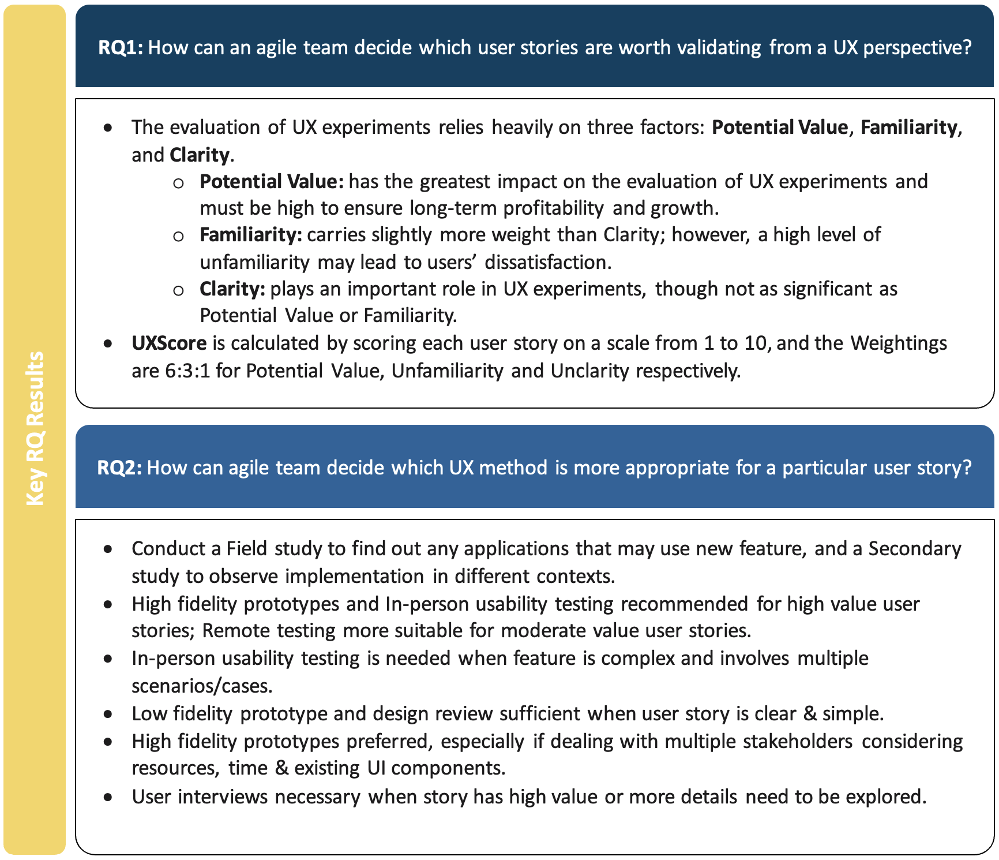 Key RQ Results
RQ1: How can an agile team decide which user stories are worth validating from a UX perspective?
• The evaluation of UX experiments relies heavily on three factors: Potential Value, Familiarity,
and Clarity.
o Potential Value: has the greatest impact on the evaluation of UX experiments and
must be high to ensure long-term profitability and growth.
o Familiarity: carries slightly more weight than Clarity; however, a high level of
unfamiliarity may lead to users’ dissatisfaction.
o Clarity: plays an important role in UX experiments, though not as significant as
Potential Value or Familiarity.
• UXScore is calculated by scoring each user story on a scale from 1 to 10, and the Weightings
are 6:3:1 for Potential Value, Unfamiliarity and Unclarity respectively.
RQ2: How can agile team decide which UX method is more appropriate for a particular user story?
• Conduct a Field study to find out any applications that may use new feature, and a Secondary
study to observe implementation in different contexts.
• High fidelity prototypes and In-person usability testing recommended for high value user
stories; Remote testing more suitable for moderate value user stories.
• In-person usability testing is needed when feature is complex and involves multiple
scenarios/cases.
• Low fidelity prototype and design review sufficient when user story is clear & simple.
• High fidelity prototypes preferred, especially if dealing with multiple stakeholders considering
resources, time & existing UI components.
• User interviews necessary when story has high value or more details need to be explored.